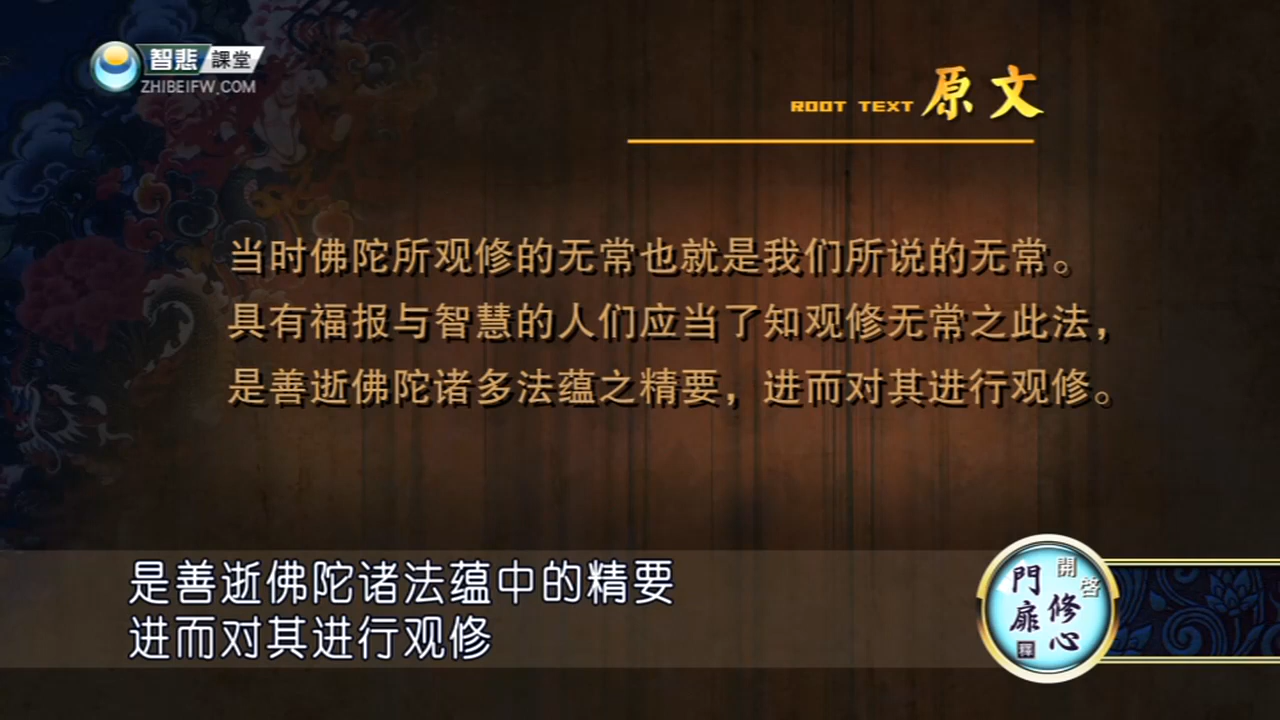 智悲 課堂
ZHIBEIFW.COM
ROOT TEXT 原文
当时佛陀所观修的无常也就是我们所说的无常。
具有福报与智慧的人们应当了知观修无常之此法，
是善逝佛陀诸多法蕴之精要，进而对其进行观修。
是善逝佛陀诸法蕴中的精要
进而对其进行观修
開啓
修心
門扉
釋